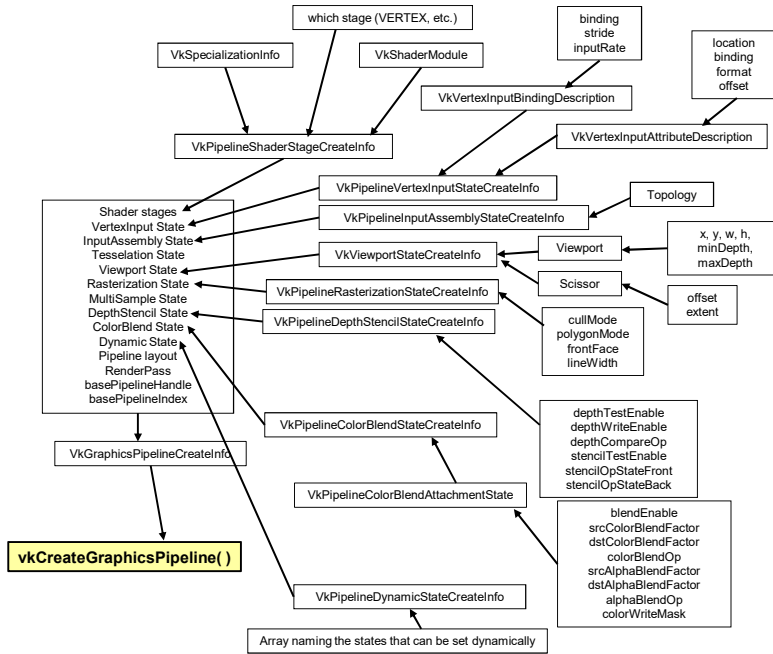 which stage (VERTEX, etc.)
binding
stride
inputRate
location
binding
format
offset
VkSpecializationInfo
VkShaderModule
VkVertexInputBindingDescription
VkVertexInputAttributeDescription
VkPipelineShaderStageCreateInfo
VkPipelineVertexInputStateCreateInfo
Topology
VkPipelineInputAssemblyStateCreateInfo
Shader stages
VertexInput State
InputAssembly State
Tesselation State
Viewport State
Rasterization State
MultiSample State
DepthStencil State
ColorBlend State
Dynamic State
Pipeline layout
RenderPass
basePipelineHandle
basePipelineIndex
VkViewportStateCreateInfo
Viewport
x, y, w, h,
minDepth,
maxDepth
Scissor
offset
extent
VkPipelineRasterizationStateCreateInfo
cullMode
polygonMode
frontFace
lineWidth
VkPipelineDepthStencilStateCreateInfo
depthTestEnable
depthWriteEnable
depthCompareOp
stencilTestEnable
stencilOpStateFront
stencilOpStateBack
VkPipelineColorBlendStateCreateInfo
VkGraphicsPipelineCreateInfo
VkPipelineColorBlendAttachmentState
blendEnable
srcColorBlendFactor
dstColorBlendFactor
colorBlendOp
srcAlphaBlendFactor
dstAlphaBlendFactor
alphaBlendOp
colorWriteMask
vkCreateGraphicsPipeline( )
VkPipelineDynamicStateCreateInfo
Array naming the states that can be set dynamically